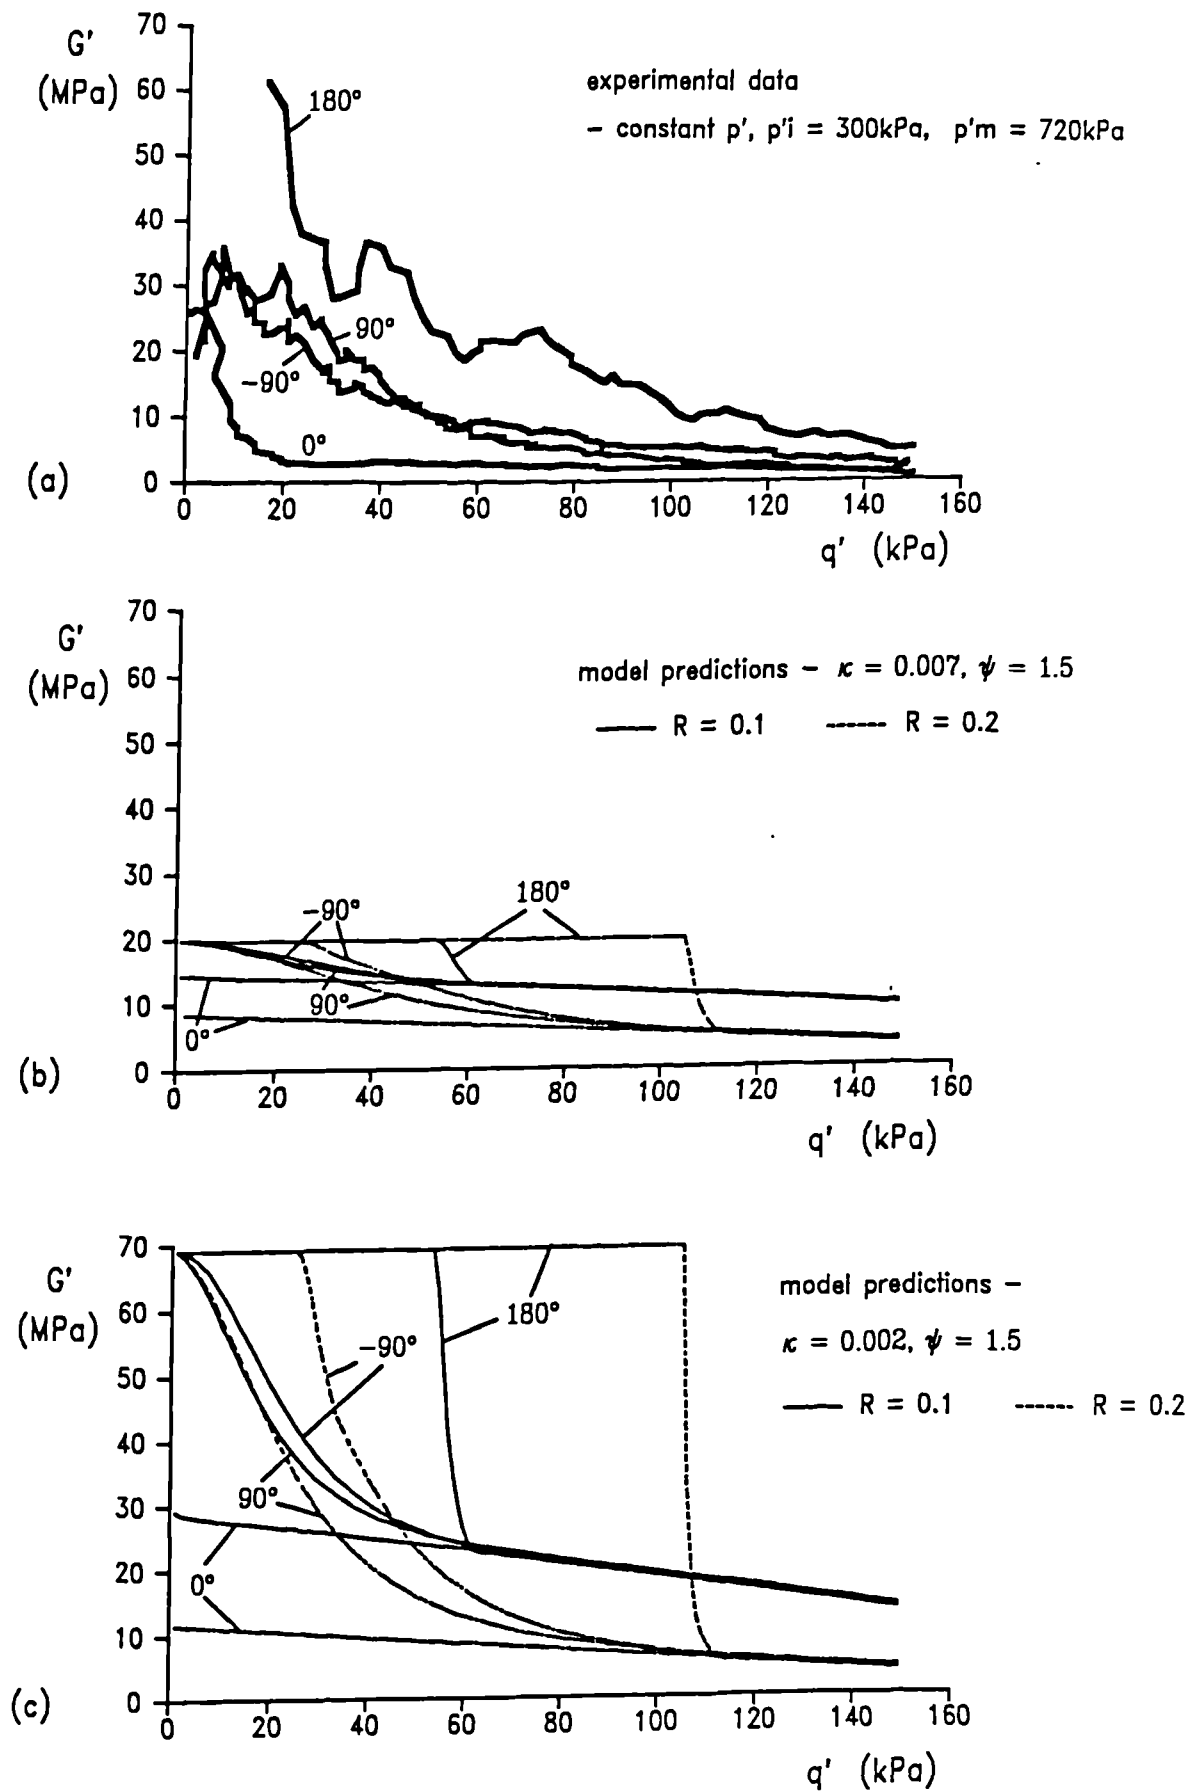 G'
(MPa)
70
60
50
40
30
20
10
0
180°
90°
−90°
0°
experimental data
− constant p', p'i = 300kPa, p'm = 720kPa
(a)
0 20 40 60 80 100 120 140 160
q' (kPa)
G'
(MPa)
70
60
50
40
30
20
10
0
model predictions − κ = 0.007, ψ = 1.5
R = 0.1 R = 0.2
−90°
180°
90°
0°
(b)
0 20 40 60 80 100 120 140 160
q' (kPa)
G'
(MPa)
70
60
50
40
30
20
10
0
model predictions −
κ = 0.002, ψ = 1.5
R = 0.1 R = 0.2
180°
−90°
90°
0°
(c)
0 20 40 60 80 100 120 140 160
q' (kPa)